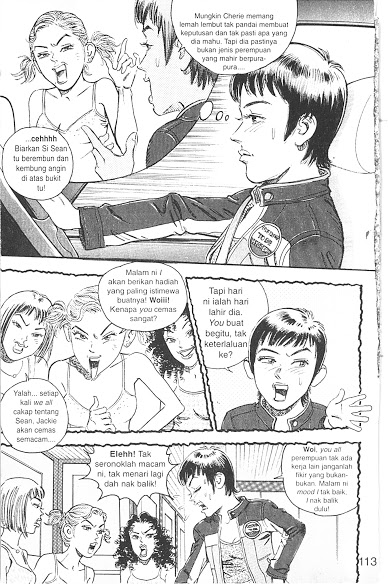 Mungkin Cherie memang
lemah lembut tak pandai membuat
keputusan dan tak pasti apa yang
dia mahu. Tapi dia pastinya
bukan jenis perempuan
yang mahir berpura-
pura....
...cehhhh
Biarkan Si Sean
tu berembun dan
kembung angin
di atas bukit
tu!
Malam ni I
akan berikan hadiah
yang paling istimewa
buatnya! Woiii!
Kenapa you cemas
sangat?
Tapi hari
ni ialah hari
lahir dia. You buat
begitu, tak
keterlaluan
ke?
Yalah... setiap
kali we all
cakap tentang
Sean, Jackie
akan cemas
semacam....
Elehh! Tak
seronoklah macam
ni, tak menari lagi
dah nak balik!
Woi, you all
perempuan tak ada
kerja lain janganlah
fikir yang bukan-
bukan. Malam ni
mood I tak baik,
I nak balik
dulu!
113